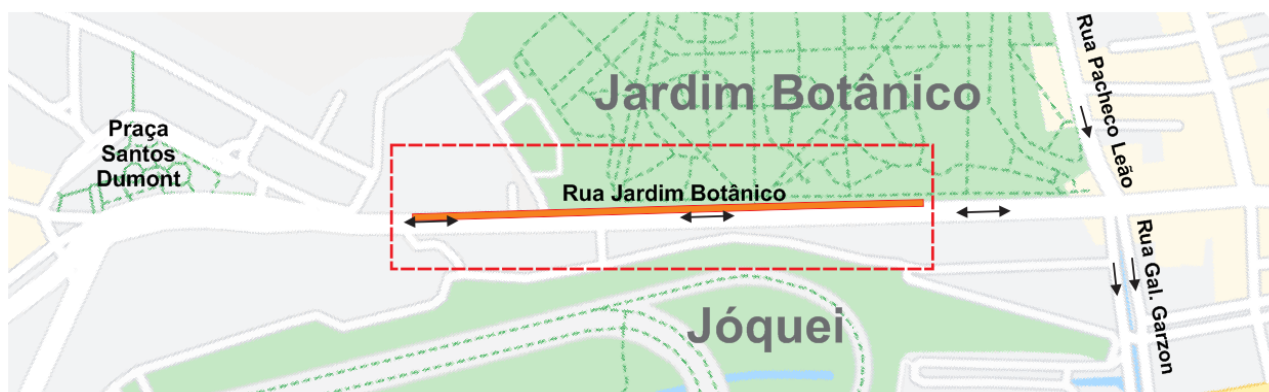 Rua Pacheco Leão
Jardim Botânico
Praça
Santos
Dumont
Rua Jardim Botânico
Rua Gal. Garzon
Jóquei